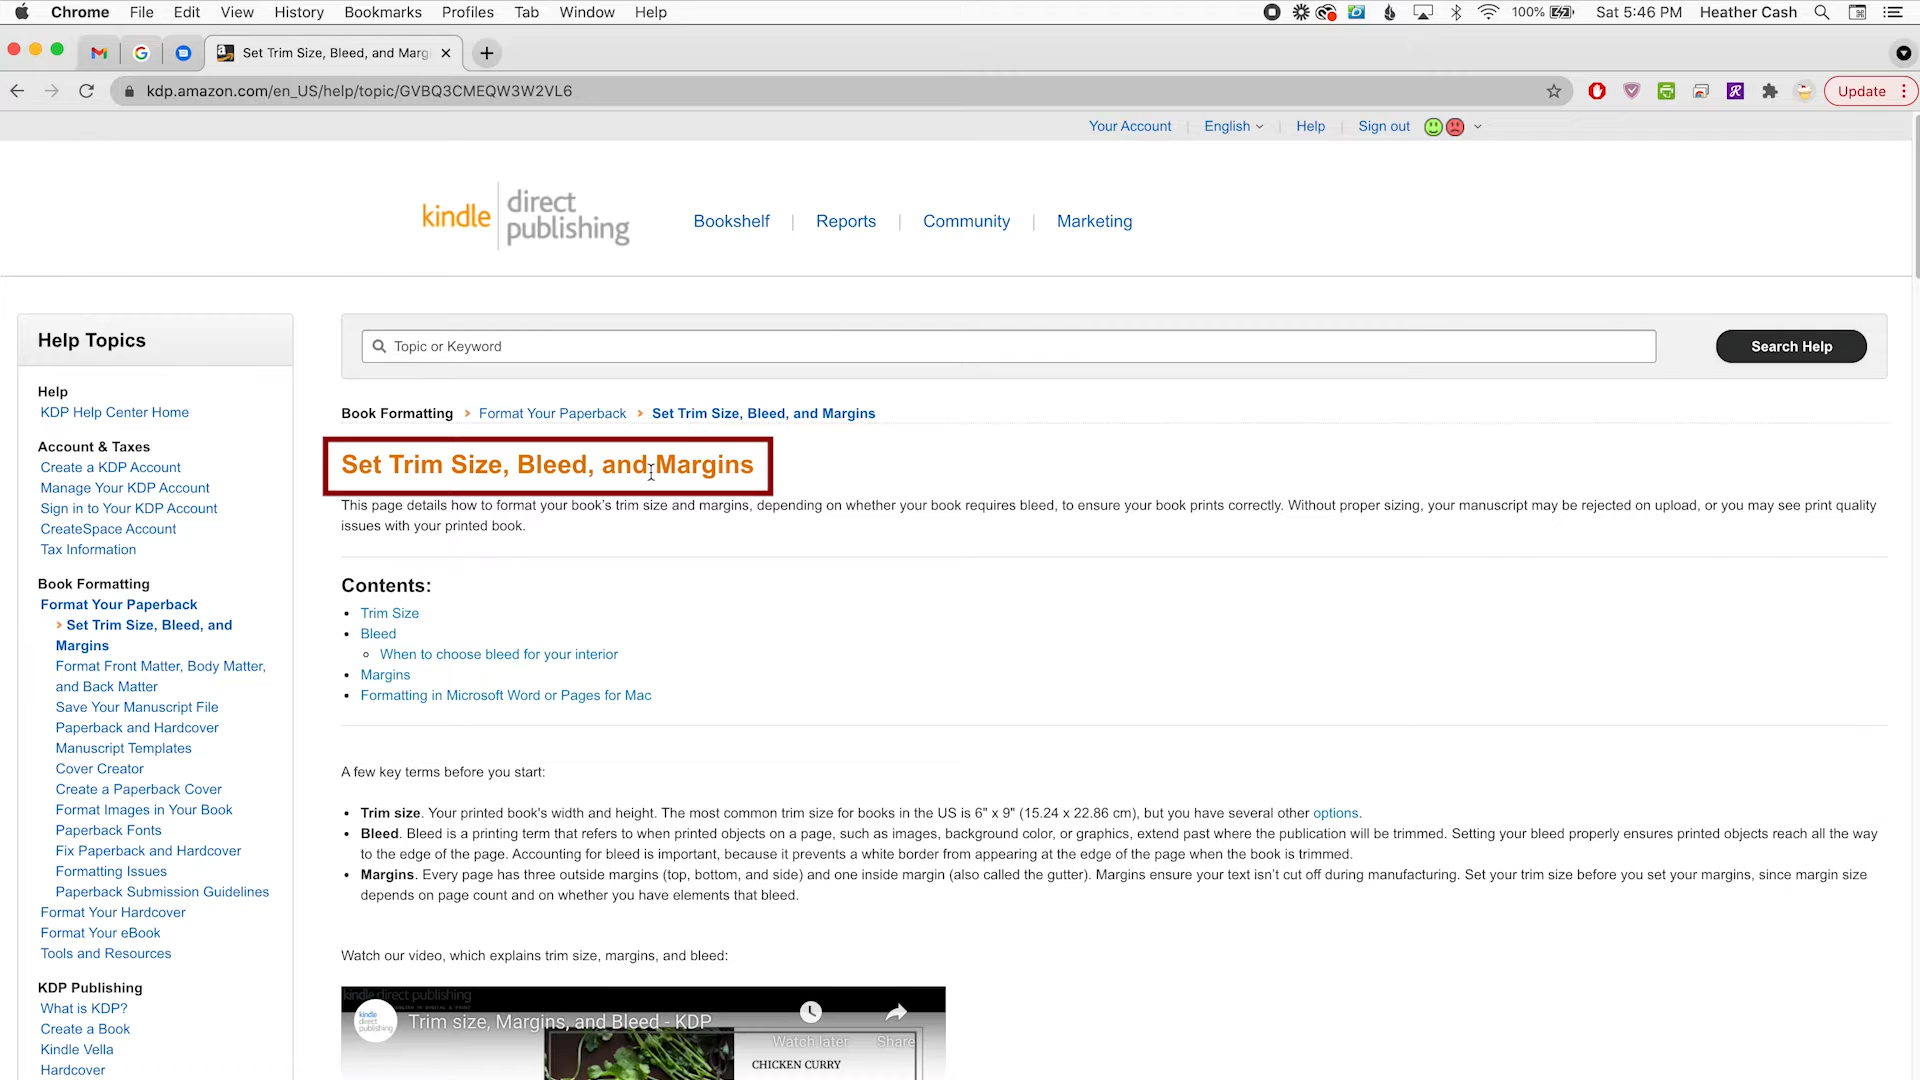 Chrome File Edit View History Bookmarks Profiles Tab Window Help 100% Sat 5:46 PM Heather Cash
Set Trim Size, Bleed, and Marg
kdp.amazon.com/en_US/help/topic/GVBQ3CMEQW3W2VL6 Update
Your Account English Help Sign out
kindle direct publishing
Bookshelf Reports Community Marketing
Help Topics
Help
KDP Help Center Home
Account & Taxes
Create a KDP Account
Manage Your KDP Account
Sign in to Your KDP Account
CreateSpace Account
Tax Information
Book Formatting
Format Your Paperback
Set Trim Size, Bleed, and
Margins
Format Front Matter, Body Matter,
and Back Matter
Save Your Manuscript File
Paperback and Hardcover
Manuscript Templates
Cover Creator
Create a Paperback Cover
Format Images in Your Book
Paperback Fonts
Fix Paperback and Hardcover
Formatting Issues
Paperback Submission Guidelines
Format Your Hardcover
Format Your eBook
Tools and Resources
KDP Publishing
What is KDP?
Create a Book
Kindle Vella
Hardcover
Topic or Keyword
Search Help
Book Formatting › Format Your Paperback › Set Trim Size, Bleed, and Margins
Set Trim Size, Bleed, and Margins
This page details how to format your book's trim size and margins, depending on whether your book requires bleed, to ensure your book prints correctly. Without proper sizing, your manuscript may be rejected on upload, or you may see print quality
issues with your printed book.
Contents:
Trim Size
Bleed
When to choose bleed for your interior
Margins
Formatting in Microsoft Word or Pages for Mac
A few key terms before you start:
Trim size. Your printed book's width and height. The most common trim size for books in the US is 6" x 9" (15.24 x 22.86 cm), but you have several other options.
Bleed. Bleed is a printing term that refers to when printed objects on a page, such as images, background color, or graphics, extend past where the publication will be trimmed. Setting your bleed properly ensures printed objects reach all the way
to the edge of the page. Accounting for bleed is important, because it prevents a white border from appearing at the edge of the page when the book is trimmed.
Margins. Every page has three outside margins (top, bottom, and side) and one inside margin (also called the gutter). Margins ensure your text isn't cut off during manufacturing. Set your trim size before you set your margins, since margin size
depends on page count and on whether you have elements that bleed.
Watch our video, which explains trim size, margins, and bleed:
kindle direct publishing
kindle direct publishing
Trim size, Margins, and Bleed - KDP
Watch later Share
CHICKEN CURRY